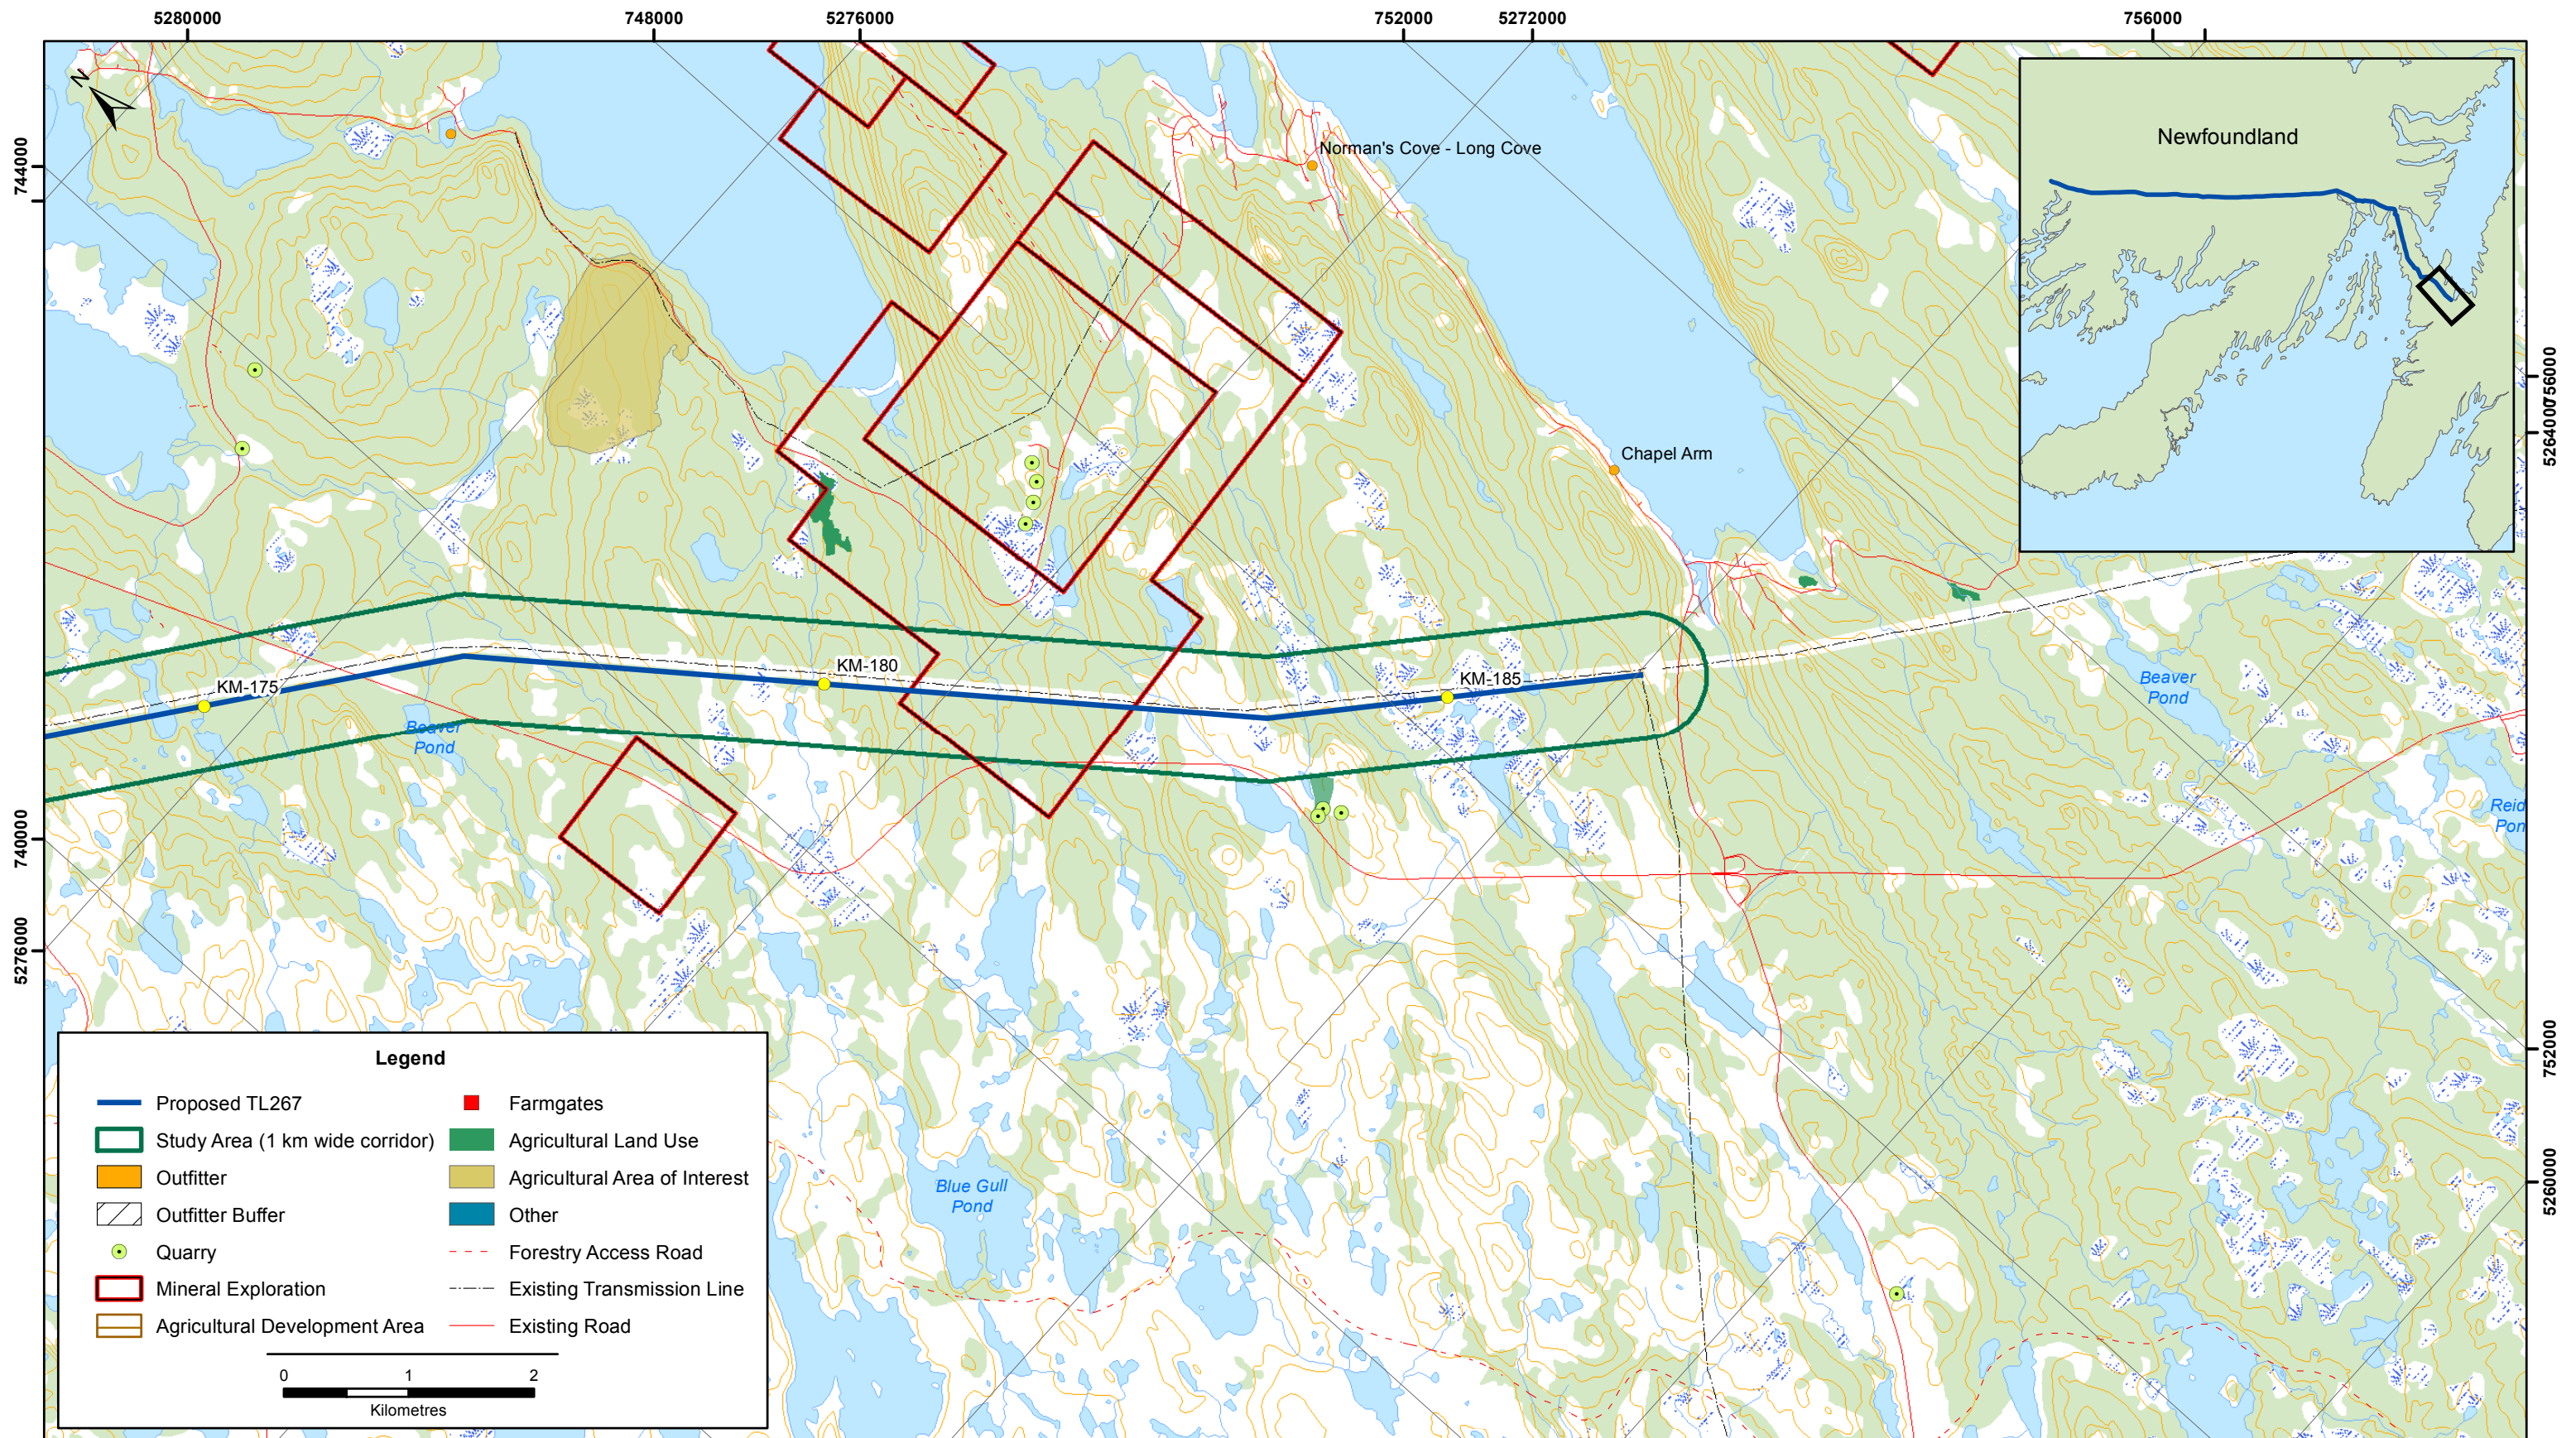 5280000
748000
5276000
752000
5272000
756000
N
744000
740000
5276000
756000
5264000
752000
5260000
Newfoundland
Norman's Cove - Long Cove
Chapel Arm
KM-175
KM-180
KM-185
Beaver
Pond
Beaver
Pond
Reid
Pon
Blue Gull
Pond
Legend
Proposed TL267
Study Area (1 km wide corridor)
Outfitter
Outfitter Buffer
Quarry
Mineral Exploration
Agricultural Development Area
Farmgates
Agricultural Land Use
Agricultural Area of Interest
Other
Forestry Access Road
Existing Transmission Line
Existing Road
0 1 2
Kilometres